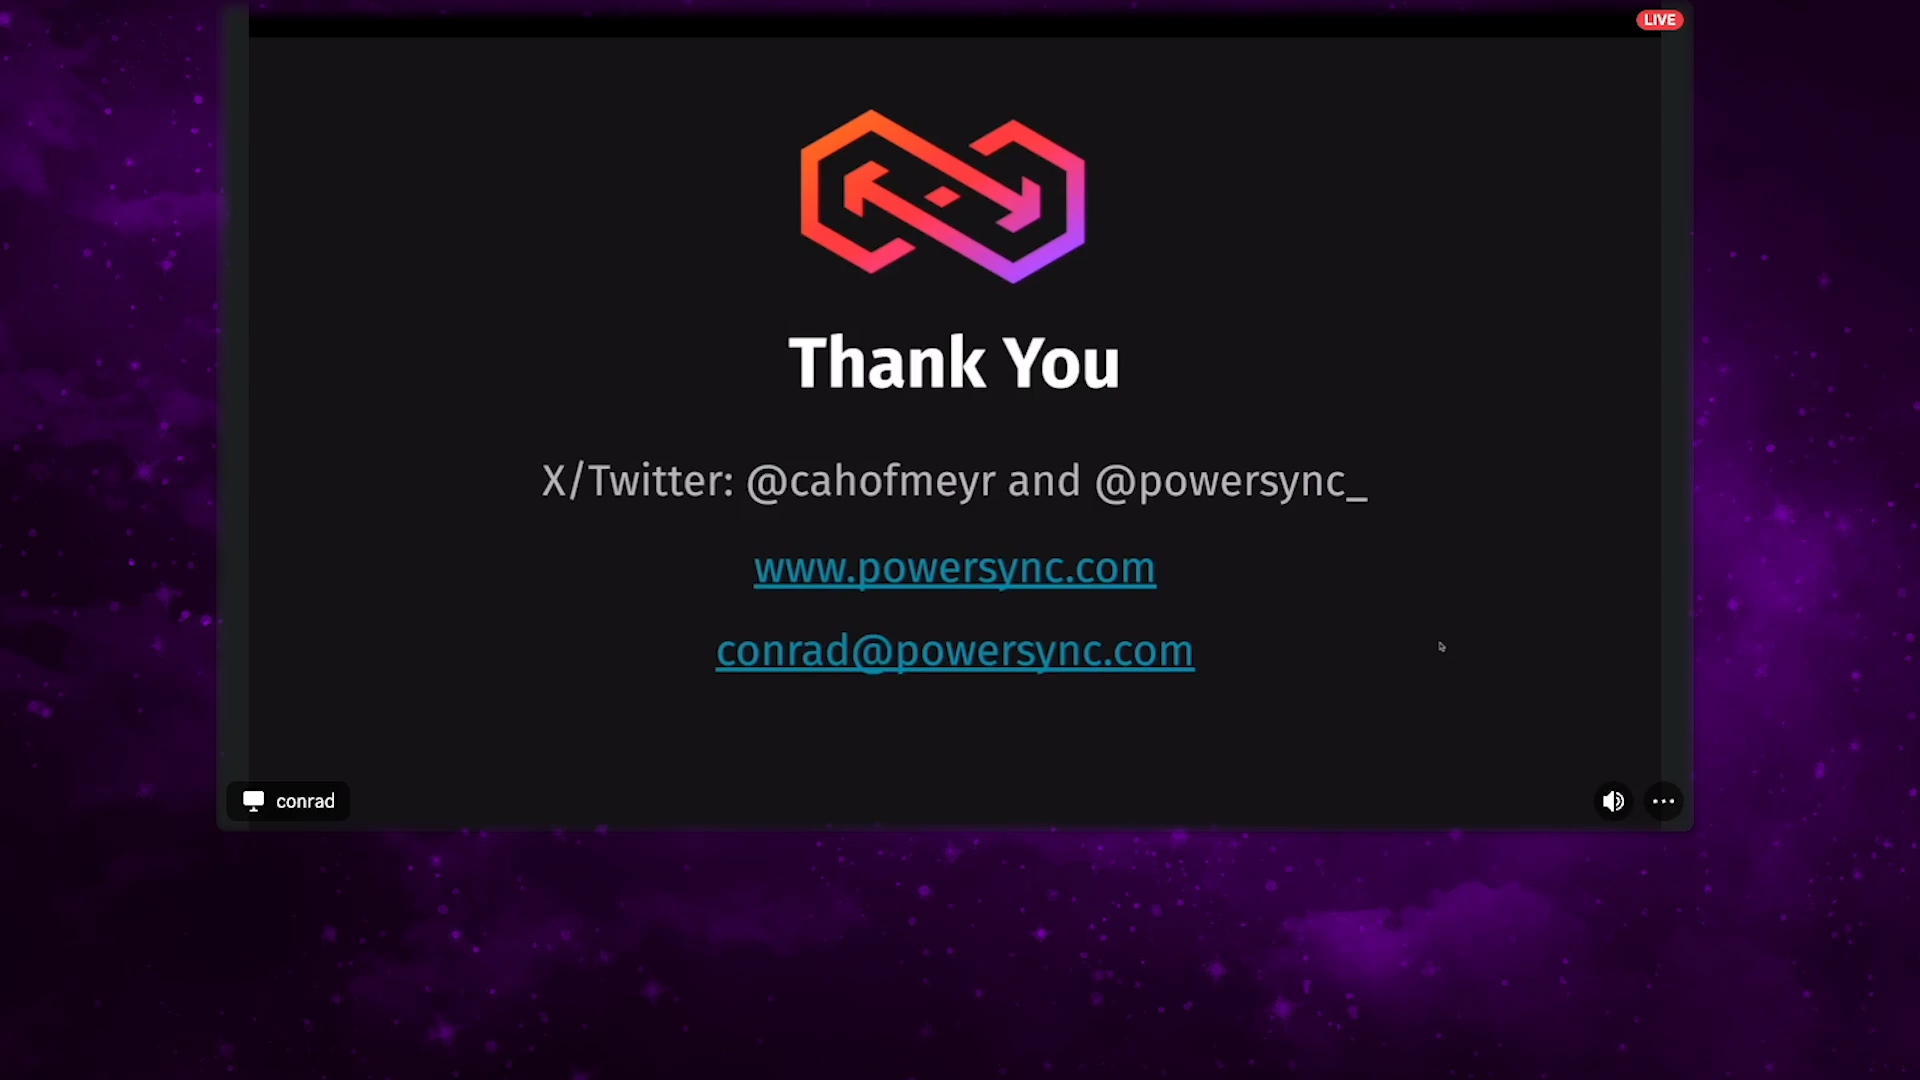 LIVE
Thank You
X/Twitter: @cahofmeyr and @powersync_
www.powersync.com
conrad@powersync.com
conrad